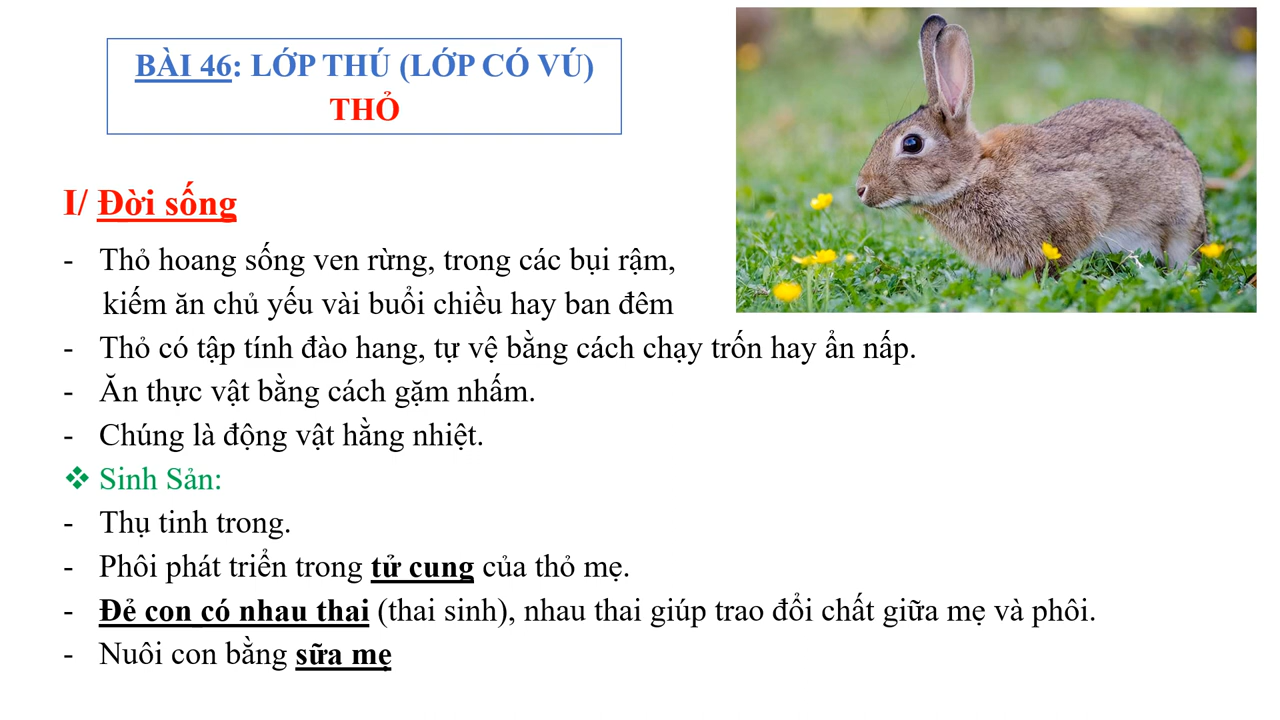 BÀI 46: LỚP THÚ (LỚP CÓ VÚ)
THỎ
I/ Đời sống
- Thỏ hoang sống ven rừng, trong các bụi rậm,
kiếm ăn chủ yếu vài buổi chiều hay ban đêm
- Thỏ có tập tính đào hang, tự vệ bằng cách chạy trốn hay ẩn nấp.
- Ăn thực vật bằng cách gặm nhấm.
- Chúng là động vật hằng nhiệt.
❖ Sinh Sản:
- Thụ tinh trong.
- Phôi phát triển trong tử cung của thỏ mẹ.
- Đẻ con có nhau thai (thai sinh), nhau thai giúp trao đổi chất giữa mẹ và phôi.
- Nuôi con bằng sữa mẹ